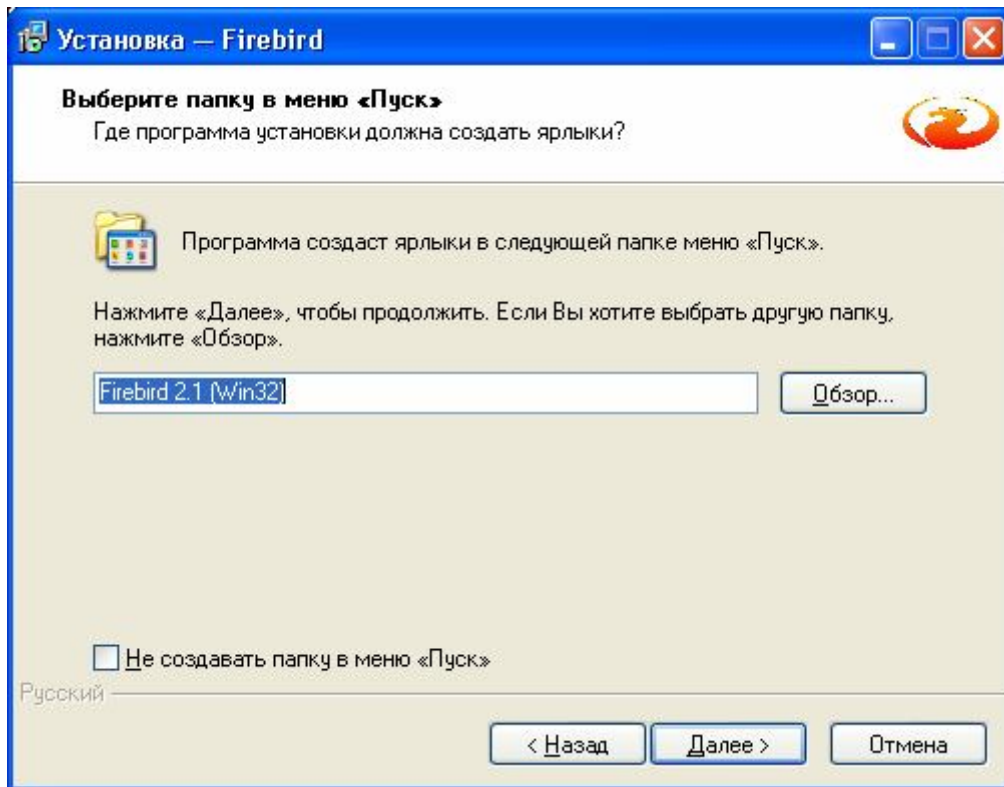 Установка — Firebird
Выберите папку в меню «Пуск»
Где программа установки должна создать ярлыки?
Программа создаст ярлыки в следующей папке меню «Пуск».
Нажмите «Далее», чтобы продолжить. Если Вы хотите выбрать другую папку,
нажмите «Обзор».
Firebird 2.1 (Win32)
Обзор...
Не создавать папку в меню «Пуск»
Русский
< Назад
Далее >
Отмена